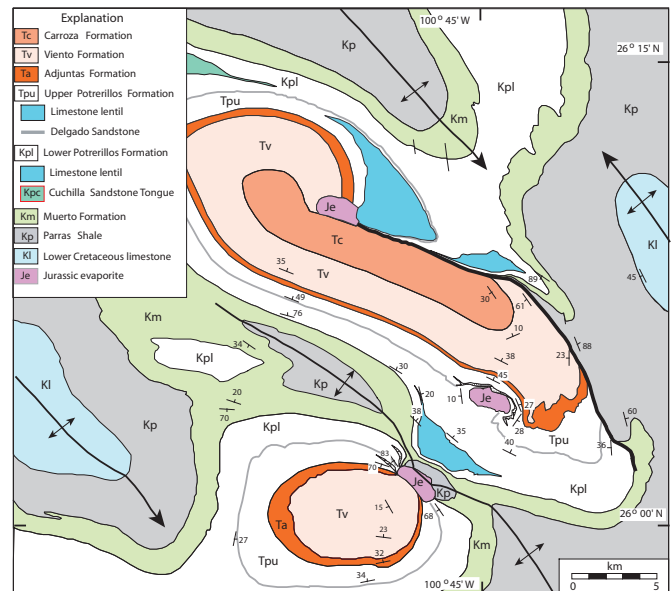 Explanation
Tc Carroza Formation
Tv Viento Formation
Ta Adjuntas Formation
Tpu Upper Potrerillos Formation
Limestone lentil
Delgado Sandstone
Kpl Lower Potrerillos Formation
Limestone lentil
Kpc Cuchilla Sandstone Tongue
Km Muerto Formation
Kp Parras Shale
Kl Lower Cretaceous limestone
Je Jurassic evaporite
100° 45' W
26° 15' N
Kp
Kpl
Kpl
Kp
Tpu
Km
Tv
Je
Kl
Tc
35
45
89
Tv
30
61
49
76
10
Km
34
88
38
23
Kpl
30
45
Kp
Kl
20
20
10
Je
27
70
38
60
Kp
Kpl
28
35
Tpu
40
36
83
70
Je
Kpl
Kp
Ta
Tv
15
68
26° 00' N
23
27
Km
Tpu
32
34
100° 45' W
km
0 5